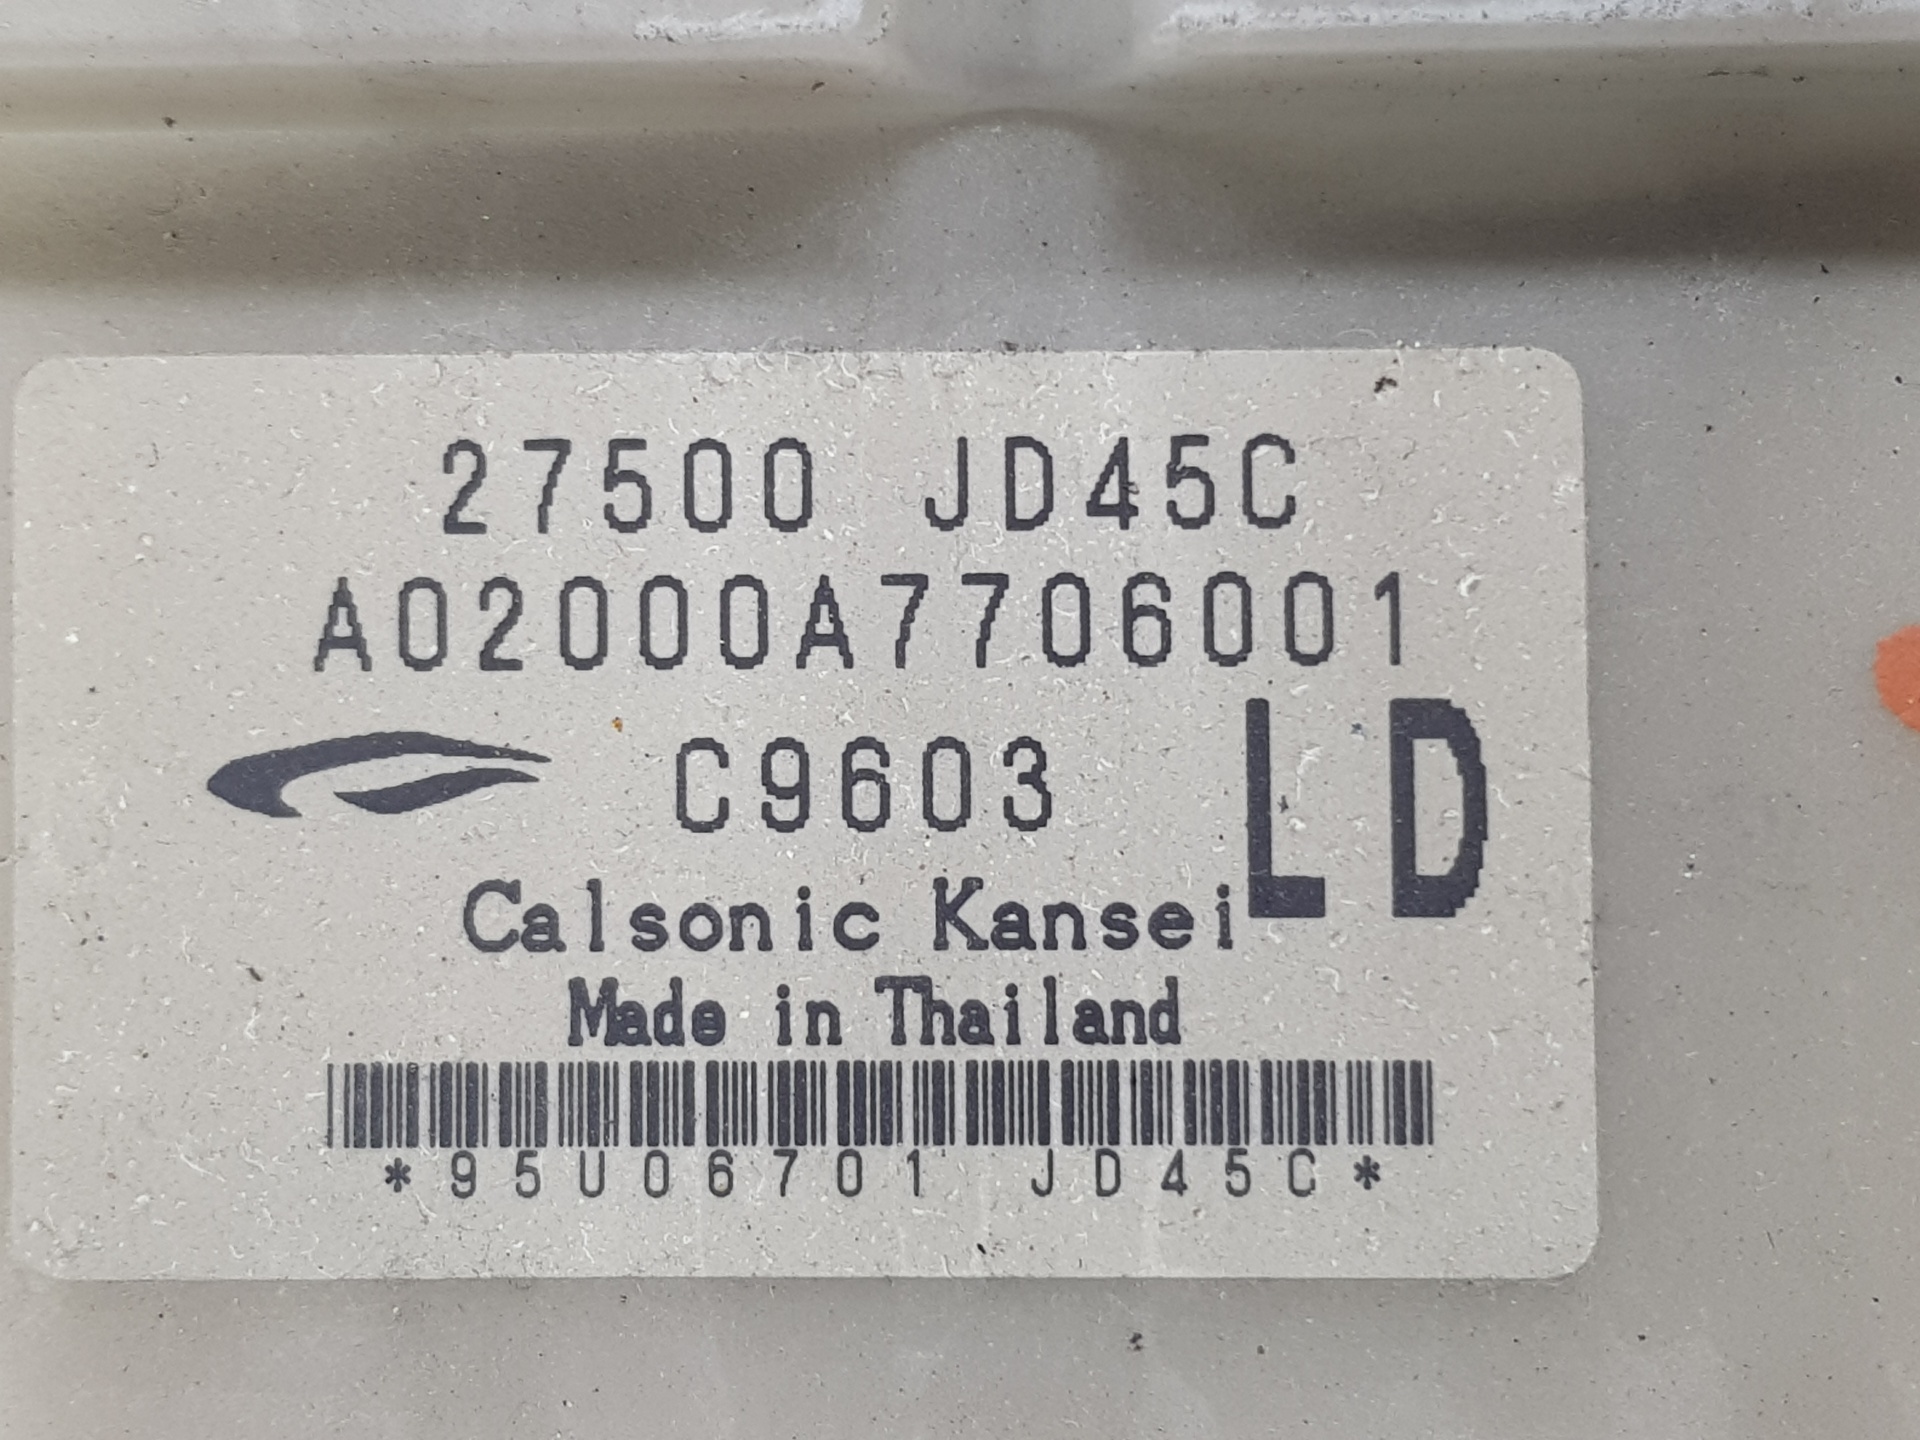 27500 JD45C
A02000A7706001
C9603 LD
Calsonic Kansei
Made in Thailand
*95U06701 JD45C*